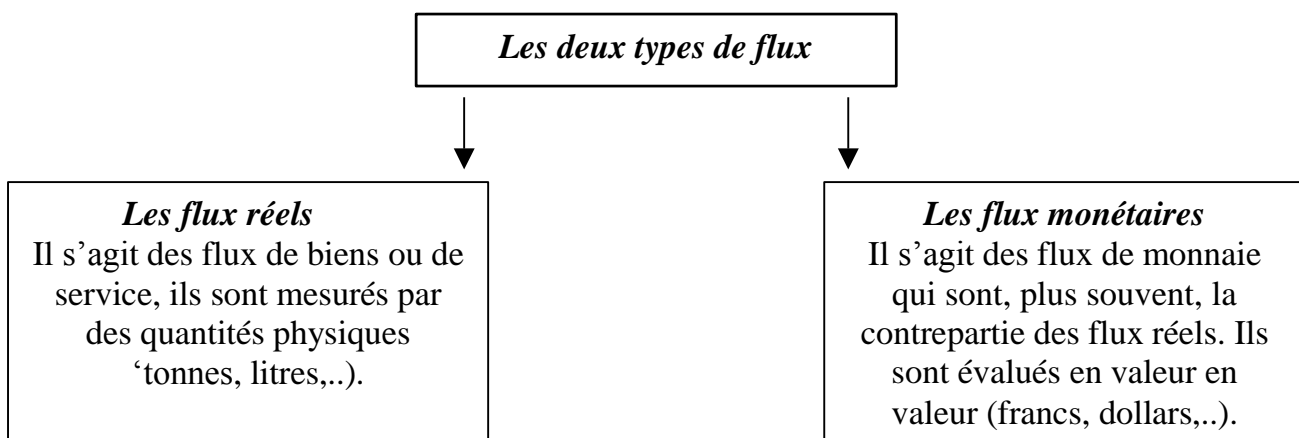 Les deux types de flux
Les flux réels
Il s’agit des flux de biens ou de
service, ils sont mesurés par
des quantités physiques
‘tonnes, litres,..).
Les flux monétaires
Il s’agit des flux de monnaie
qui sont, plus souvent, la
contrepartie des flux réels. Ils
sont évalués en valeur en
valeur (francs, dollars,..).